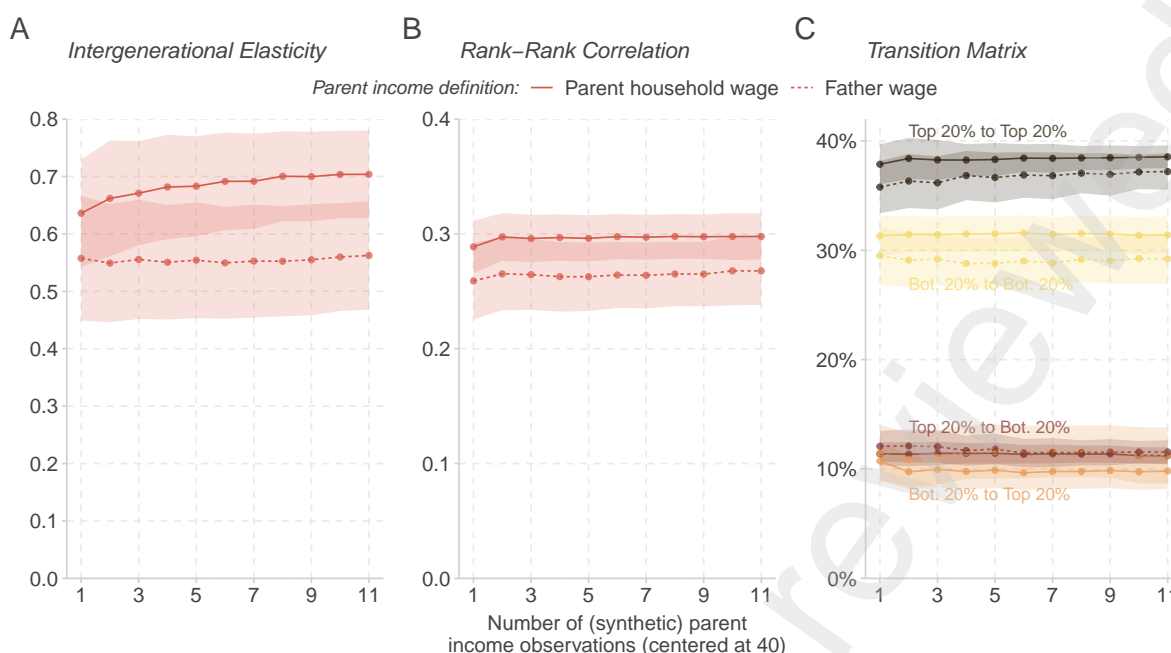 A
Intergenerational Elasticity
B
Rank–Rank Correlation
C
Transition Matrix
Parent income definition: Parent household wage Father wage
0.8
0.7
0.6
0.5
0.4
0.3
0.2
0.1
0.0
1 3 5 7 9 11
0.4
0.3
0.2
0.1
0.0
1 3 5 7 9 11
Number of (synthetic) parent
income observations (centered at 40)
40%
30%
20%
10%
0%
Top 20% to Top 20%
Bot. 20% to Bot. 20%
Top 20% to Bot. 20%
Bot. 20% to Top 20%
1 3 5 7 9 11
reviewed